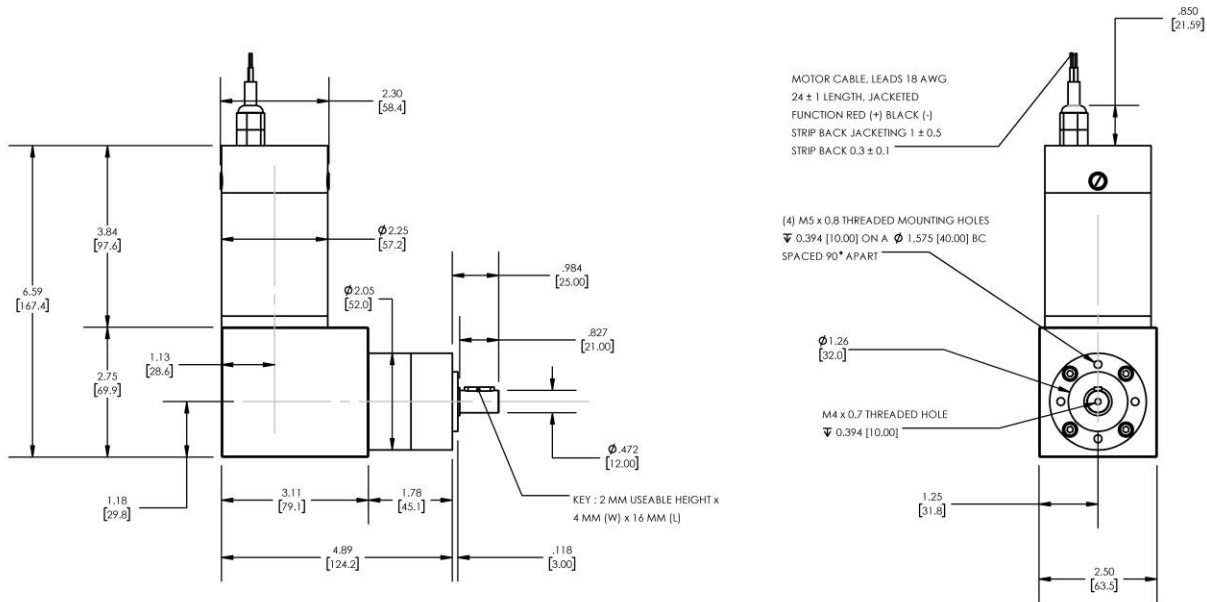 .850
[21.59]
2.30
[58.4]
MOTOR CABLE, LEADS 18 AWG
24 ± 1 LENGTH, JACKETED
FUNCTION RED (+) BLACK (-)
STRIP BACK JACKETING 1 ± 0.5
STRIP BACK 0.3 ± 0.1
3.84
[97.6]
Ø2.25
[57.2]
(4) M5 x 0.8 THREADED MOUNTING HOLES
↧ 0.394 [10.00] ON A Ø 1.575 [40.00] BC
SPACED 90° APART
.984
[25.00]
6.59
[167.4]
Ø2.05
[52.0]
.827
[21.00]
Ø1.26
[32.0]
1.13
[28.6]
2.75
[69.9]
M4 x 0.7 THREADED HOLE
↧ 0.394 [10.00]
Ø.472
[12.00]
1.18
[29.8]
3.11
[79.1]
1.78
[45.1]
KEY : 2 MM USEABLE HEIGHT x
4 MM (W) x 16 MM (L)
1.25
[31.8]
4.89
[124.2]
.118
[3.00]
2.50
[63.5]